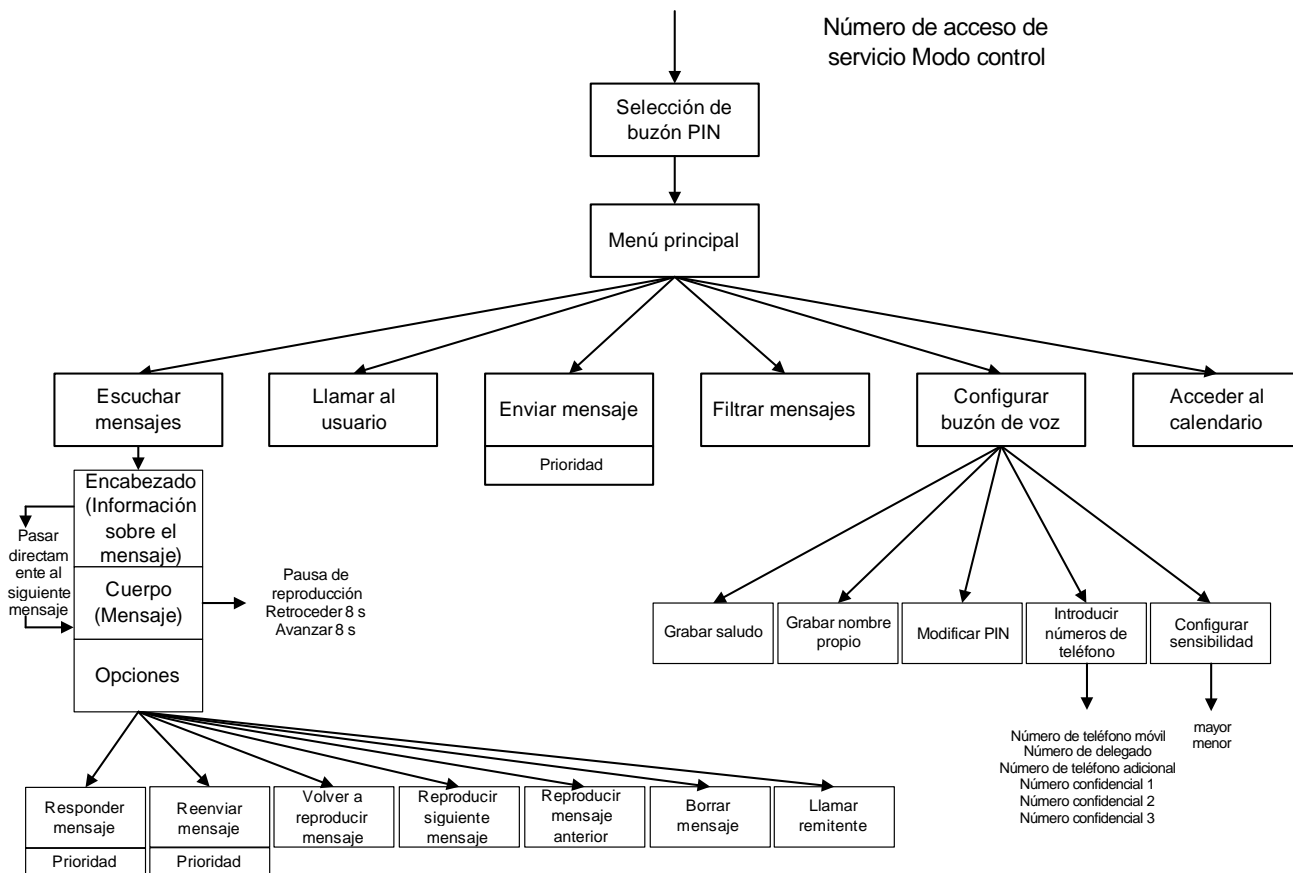 Número de acceso de
servicio Modo control
Selección de
buzón PIN
Menú principal
Escuchar
mensajes
Llamar al
usuario
Enviar mensaje
Prioridad
Filtrar mensajes
Configurar
buzón de voz
Acceder al
calendario
Encabezado
(Información
sobre el
mensaje)
Pasar
directam
ente al
siguiente
mensaje
Cuerpo
(Mensaje)
Pausa de
reproducción
Retroceder 8 s
Avanzar 8 s
Opciones
Grabar saludo
Grabar nombre
propio
Modificar PIN
Introducir
números de
teléfono
Configurar
sensibilidad
Número de teléfono móvil
Número de delegado
Número de teléfono adicional
Número confidencial 1
Número confidencial 2
Número confidencial 3
mayor
menor
Responder
mensaje
Prioridad
Reenviar
mensaje
Prioridad
Volver a
reproducir
mensaje
Reproducir
siguiente
mensaje
Reproducir
mensaje
anterior
Borrar
mensaje
Llamar
remitente